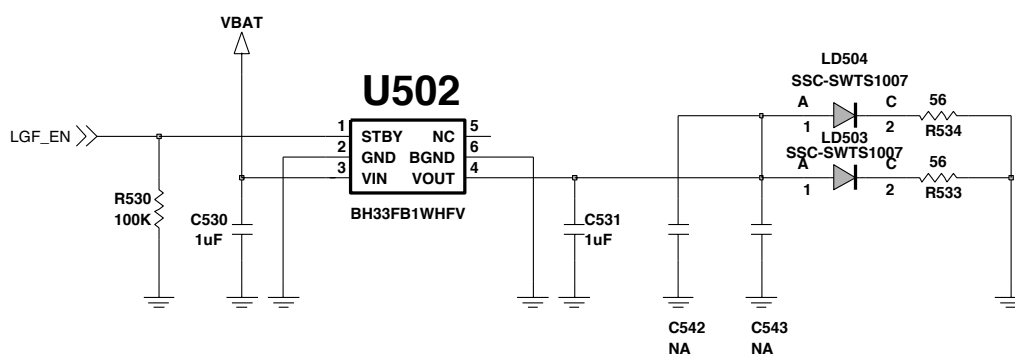 VBAT
LD504
SSC-SWTS1007
U502
A
C
56
1
2
R534
LGF_EN
1
STBY
NC
5
2
GND
BGND
6
3
VIN
VOUT
4
LD503
SSC-SWTS1007
A
C
56
1
2
R533
R530
100K
C530
1uF
BH33FB1WHFV
C531
1uF
C542
NA
C543
NA